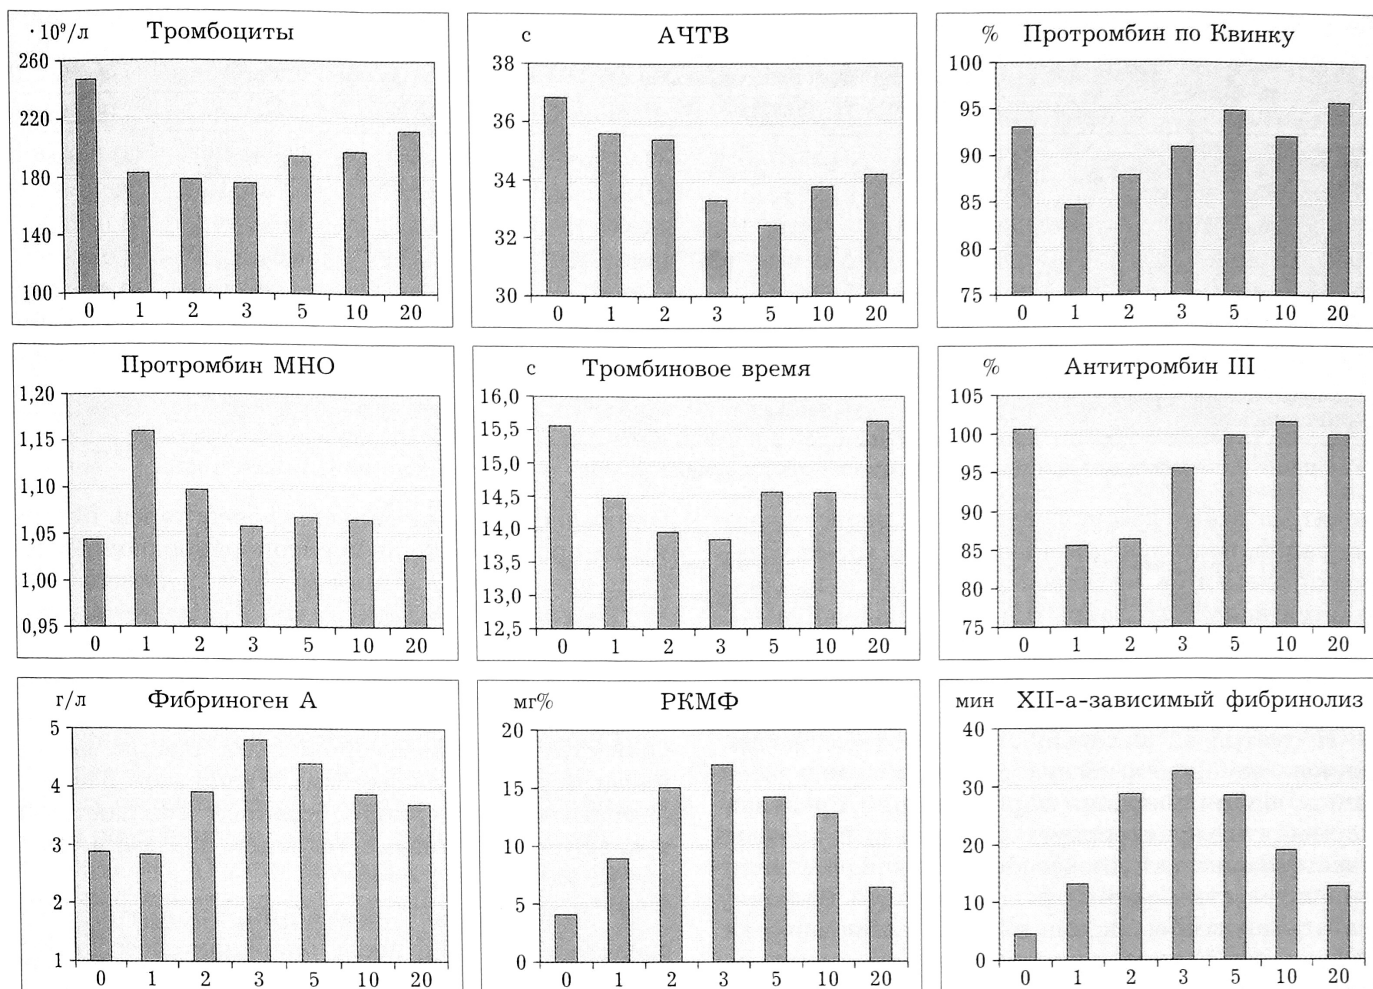 · 10⁹/л Тромбоциты
260
220
180
140
100
0 1 2 3 5 10 20
с АЧТВ
38
36
34
32
30
0 1 2 3 5 10 20
% Протромбин по Квинку
100
95
90
85
80
75
0 1 2 3 5 10 20
Протромбин МНО
1,20
1,15
1,10
1,05
1,00
0,95
0 1 2 3 5 10 20
с Тромбиновое время
16,0
15,5
15,0
14,5
14,0
13,5
13,0
12,5
0 1 2 3 5 10 20
% Антитромбин III
105
100
95
90
85
80
75
0 1 2 3 5 10 20
г/л Фибриноген А
5
4
3
2
1
0 1 2 3 5 10 20
мг% РКМФ
20
15
10
5
0
0 1 2 3 5 10 20
мин XII-а-зависимый фибринолиз
40
30
20
10
0
0 1 2 3 5 10 20